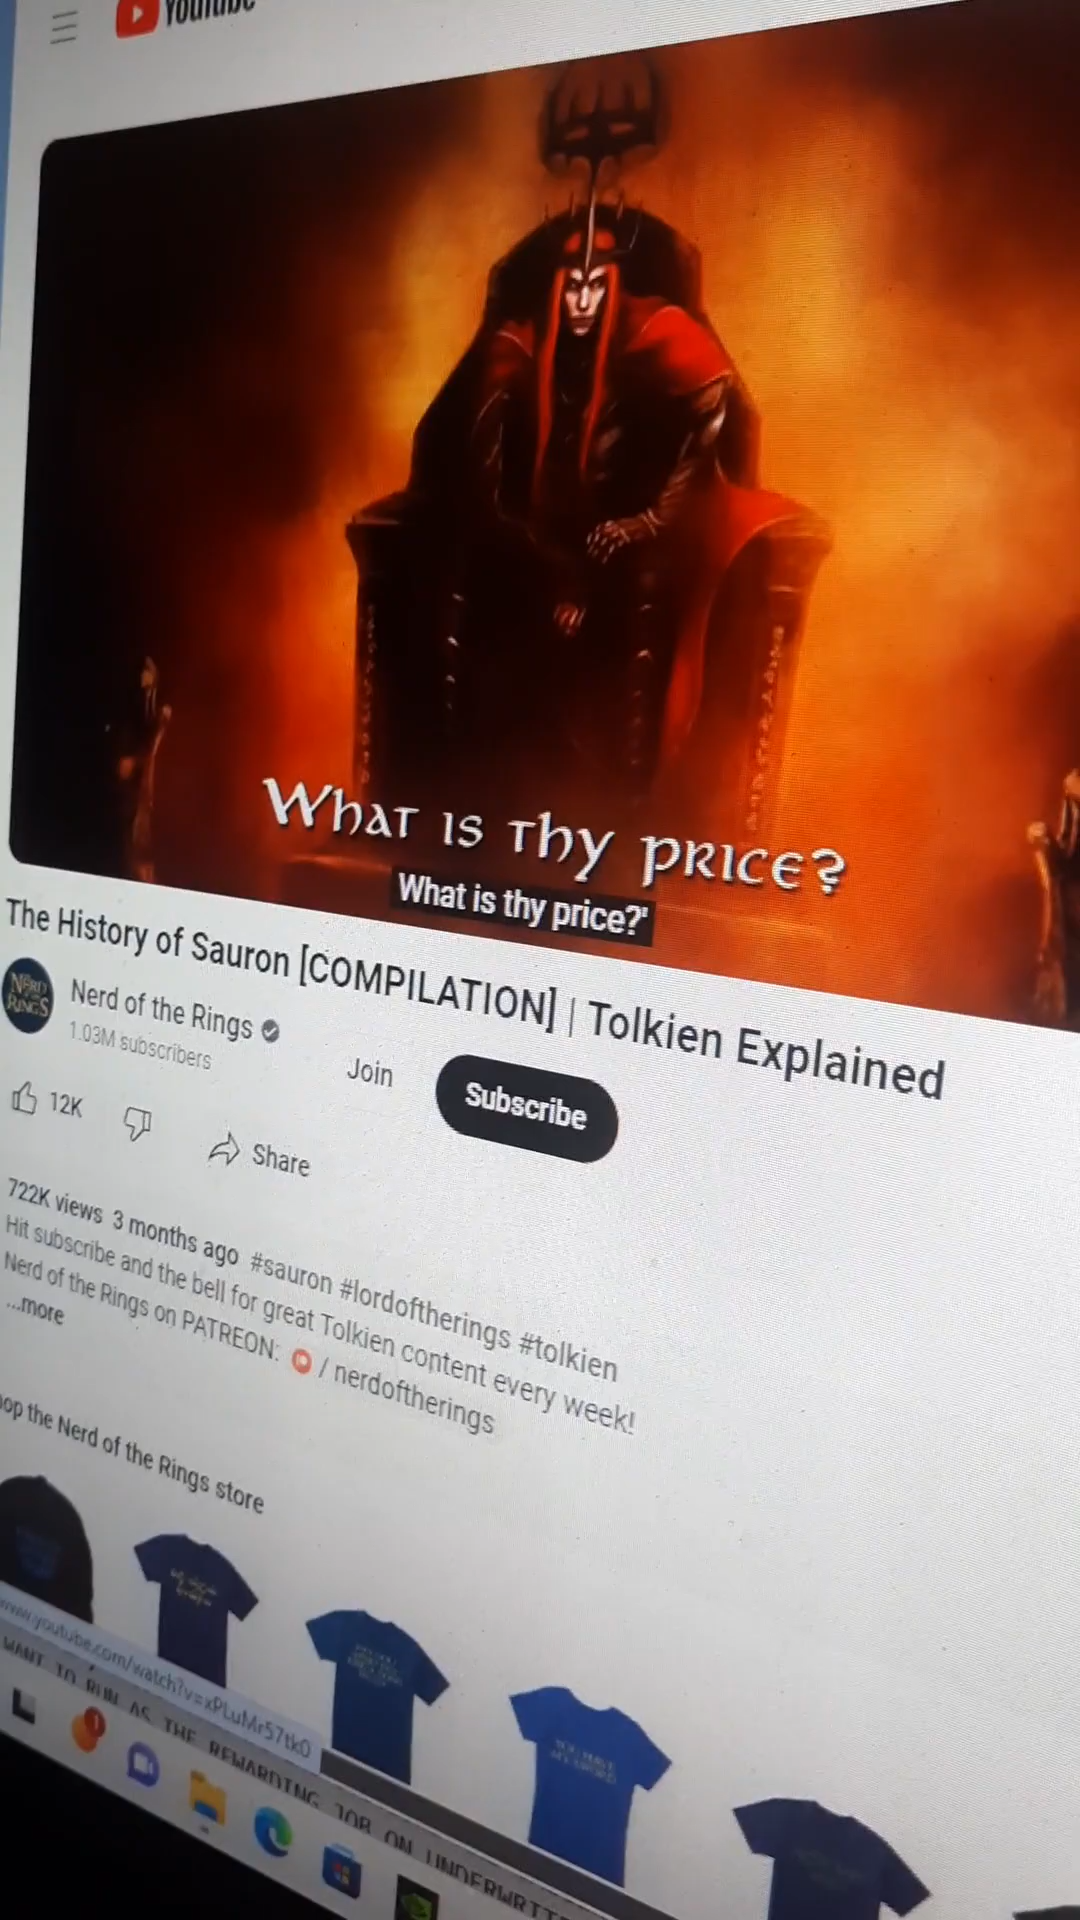 YouTube
What is thy price?
What is thy price?'
The History of Sauron [COMPILATION] | Tolkien Explained
NERD
RINGS
Nerd of the Rings
1.03M subscribers
Join
Subscribe
12K
Share
722K views 3 months ago #sauron #lordoftherings #tolkien
Hit subscribe and the bell for great Tolkien content every week!
Nerd of the Rings on PATREON: / nerdoftherings
...more
the Nerd of the Rings store
www.youtube.com/watch?v=xPLuMr57tk0
WANT TO RUN AS THE REWARDING JOB ON
1